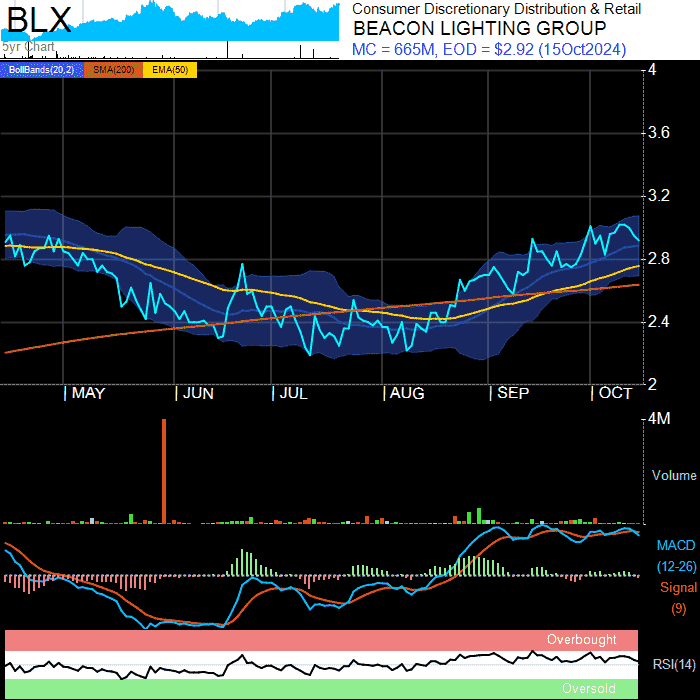 BLX
5yr Chart
Consumer Discretionary Distribution & Retail
BEACON LIGHTING GROUP
MC = 665M, EOD = $2.92 (15Oct2024)
BollBands(20,2) SMA(200) EMA(50)
4
3.6
3.2
2.8
2.4
2
MAY JUN JUL AUG SEP OCT
4M
Volume
MACD
(12-26)
Signal
(9)
Overbought
RSI(14)
Oversold